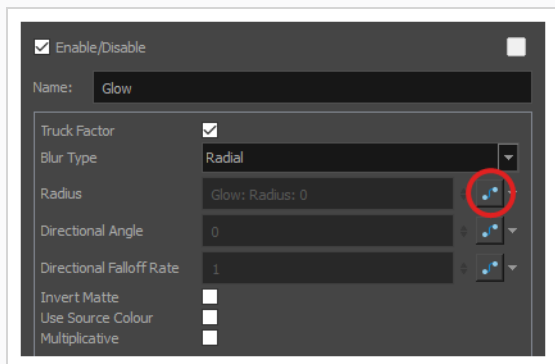 Enable/Disable
Name: Glow
Truck Factor
Blur Type Radial
Radius Glow: Radius: 0
Directional Angle 0
Directional Falloff Rate 1
Invert Matte
Use Source Colour
Multiplicative